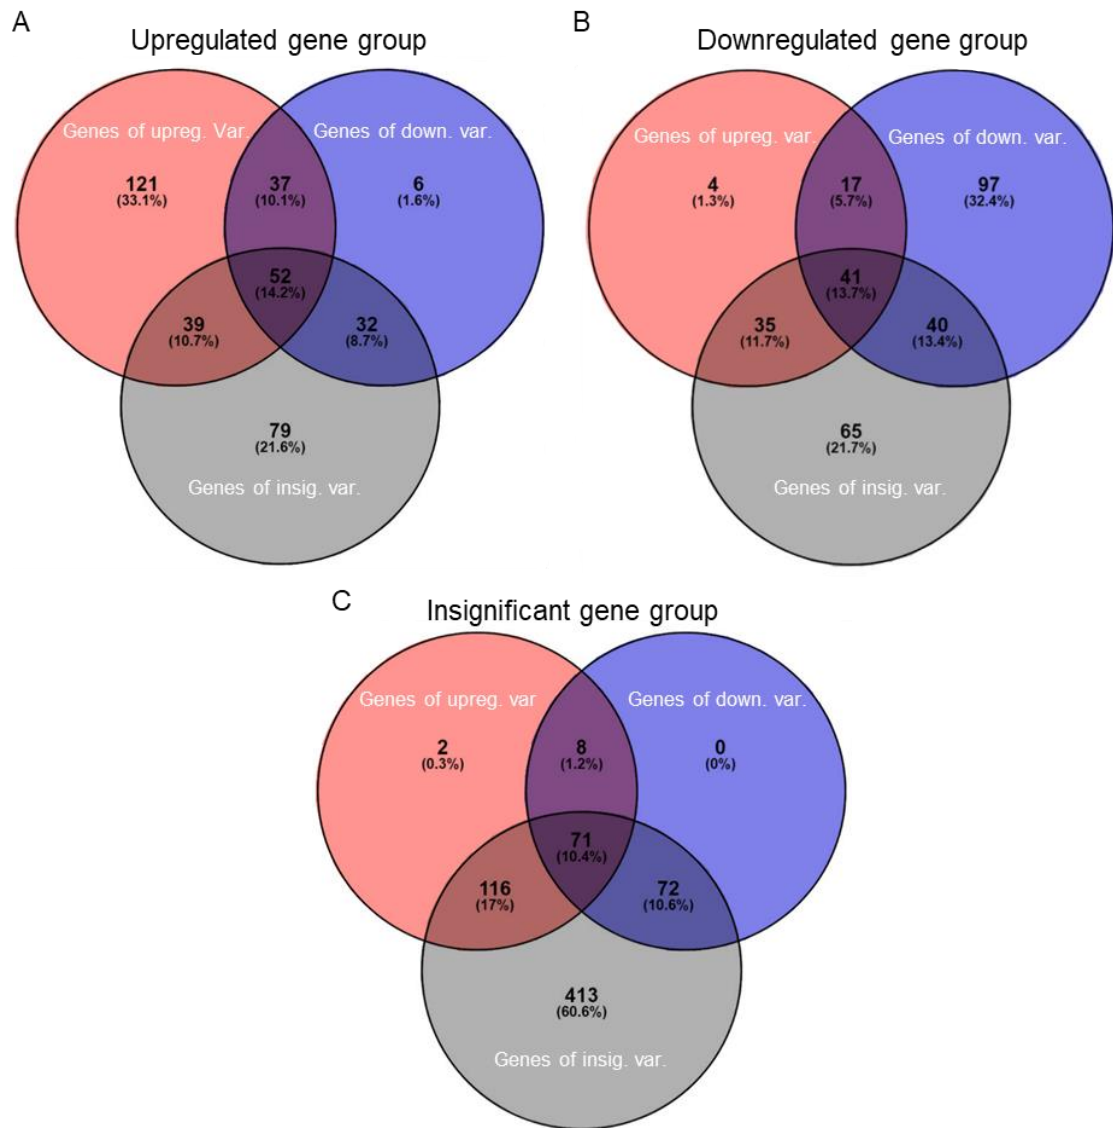 A
Upregulated gene group
Genes of upreg. Var.
Genes of down. var.
121
(33.1%)
37
(10.1%)
6
(1.6%)
52
(14.2%)
39
(10.7%)
32
(8.7%)
79
(21.6%)
Genes of insig. var.
B
Downregulated gene group
Genes of upreg. var.
Genes of down. var.
4
(1.3%)
17
(5.7%)
97
(32.4%)
41
(13.7%)
35
(11.7%)
40
(13.4%)
65
(21.7%)
Genes of insig. var.
C
Insignificant gene group
Genes of upreg. var
Genes of down. var.
2
(0.3%)
8
(1.2%)
0
(0%)
71
(10.4%)
116
(17%)
72
(10.6%)
413
(60.6%)
Genes of insig. var.